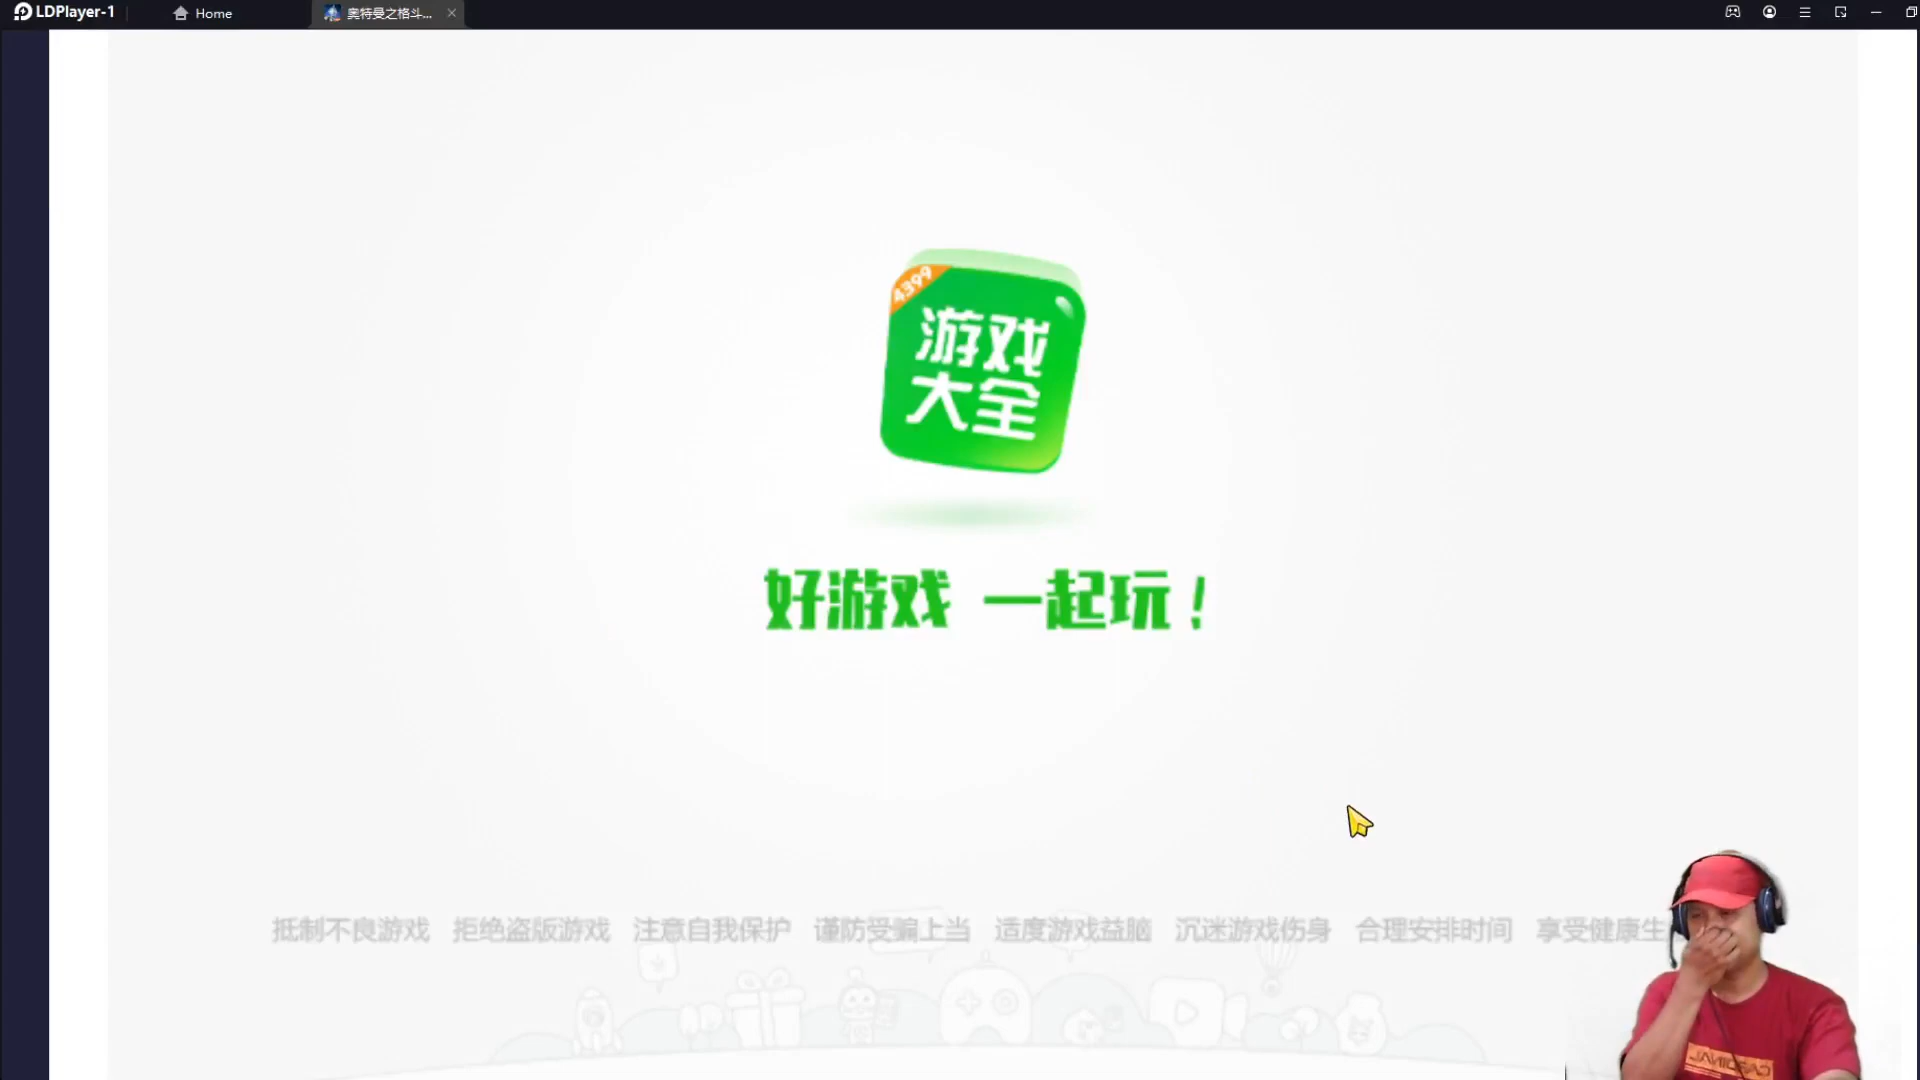 LDPlayer-1
Home
奥特曼之格斗...
4399
游戏
大全
好游戏 一起玩！
抵制不良游戏 拒绝盗版游戏 注意自我保护 谨防受骗上当 适度游戏益脑 沉迷游戏伤身 合理安排时间 享受健康生